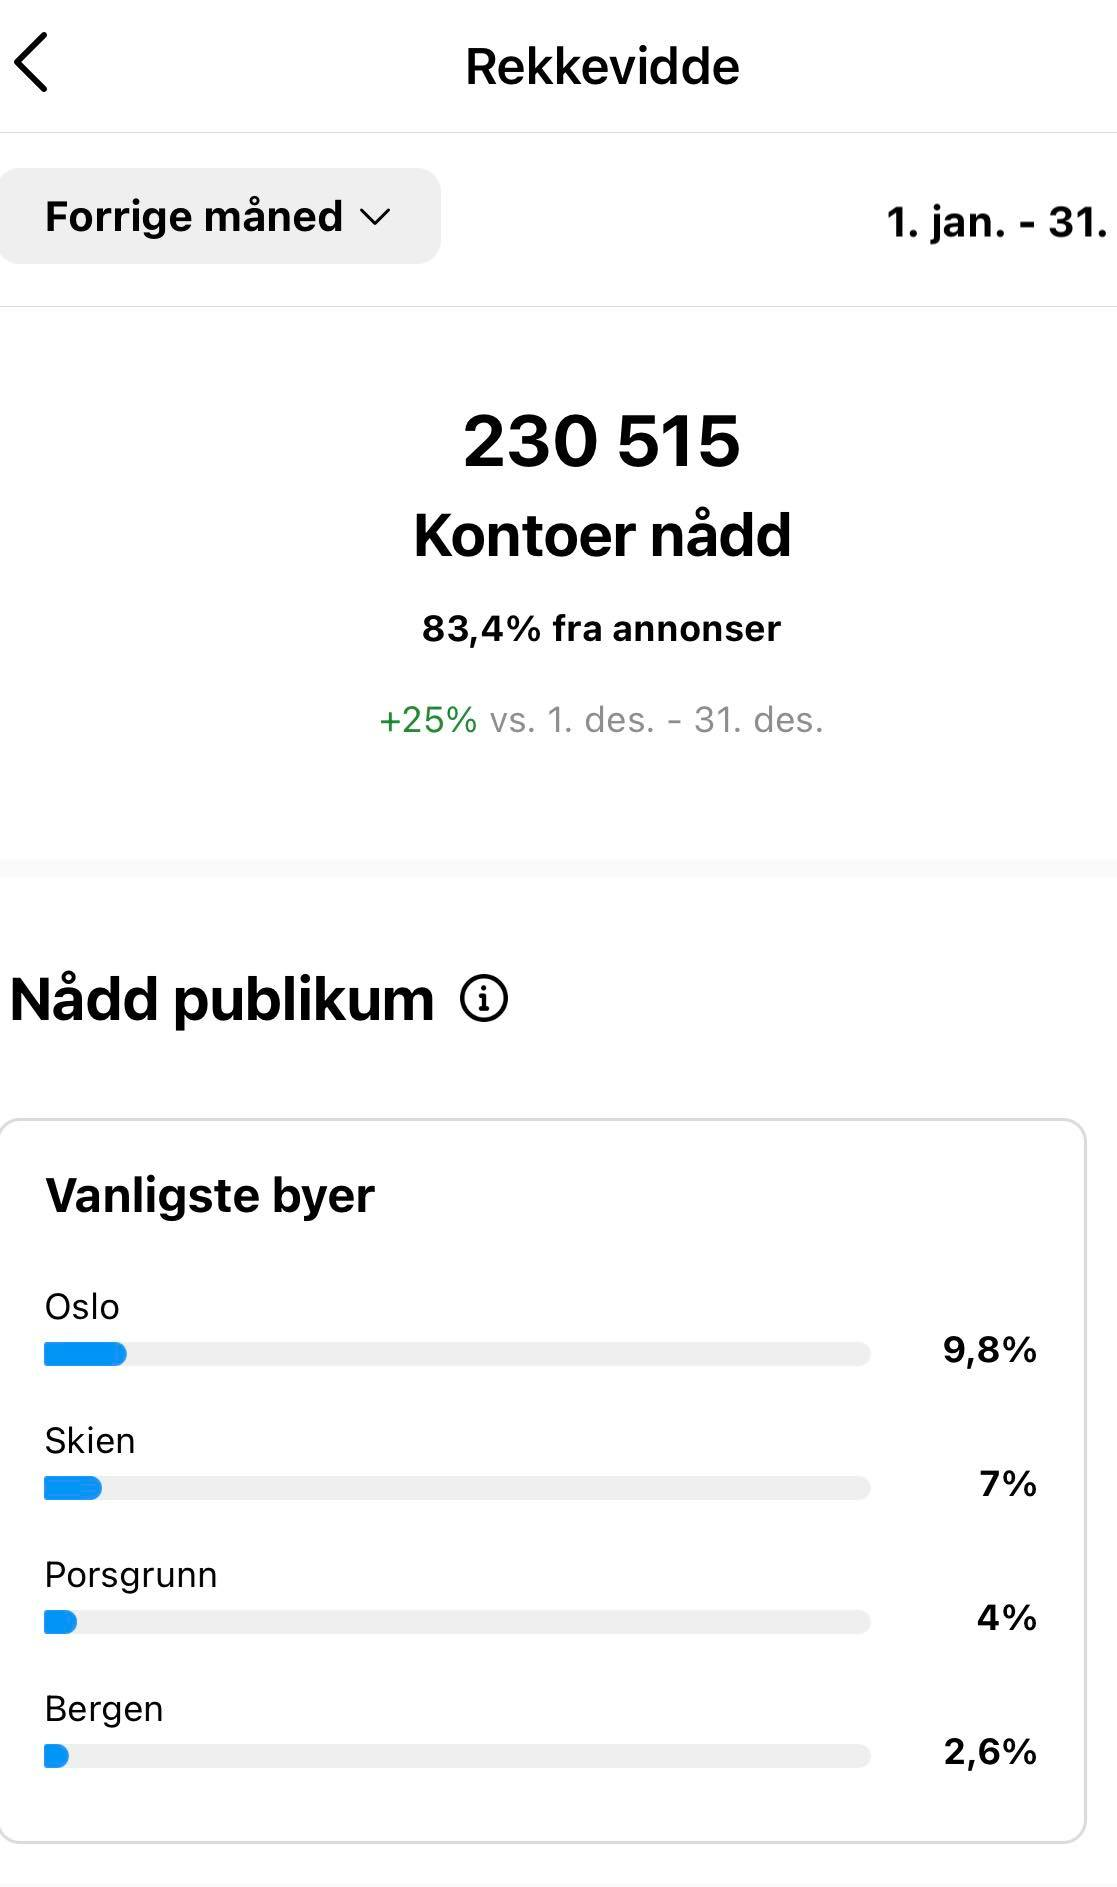 Rekkevidde
Forrige måned
1. jan. - 31.
230 515
Kontoer nådd
83,4% fra annonser
+25% vs. 1. des. - 31. des.
Nådd publikum
Vanligste byer
Oslo
9,8%
Skien
7%
Porsgrunn
4%
Bergen
2,6%